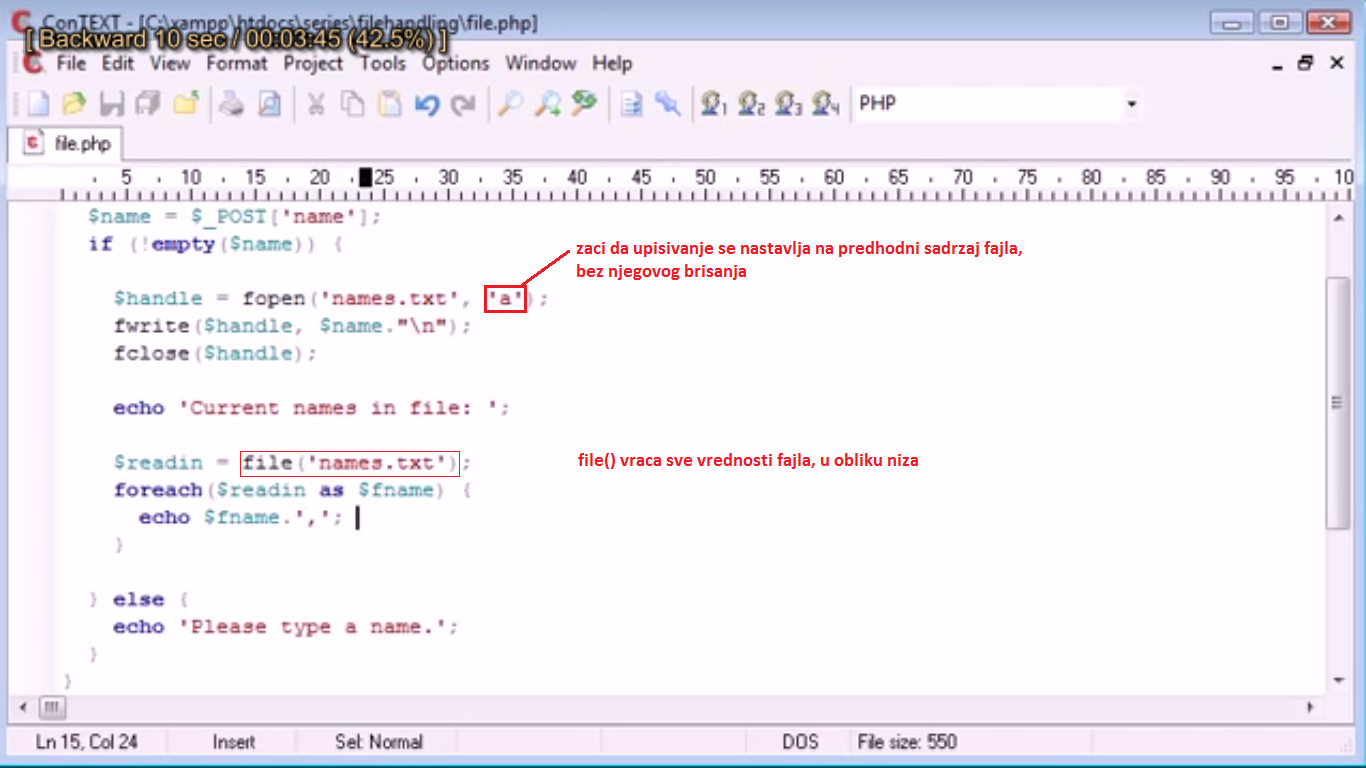 ConTEXT - [C:\xampp\htdocs\series\filehandling\file.php]
[ Backward 10 sec / 00:03:45 (42.5%) ]
File Edit View Format Project Tools Options Window Help
PHP
file.php
5 10 15 20 25 30 35 40 45 50 55 60 65 70 75 80 85 90 95 10
$name = $_POST['name'];
if (!empty($name)) {
zaci da upisivanje se nastavlja na predhodni sadrzaj fajla,
bez njegovog brisanja
$handle = fopen('names.txt', 'a');
fwrite($handle, $name."\n");
fclose($handle);
echo 'Current names in file: ';
$readin = file('names.txt');
file() vraca sve vrednosti fajla, u obliku niza
foreach($readin as $fname) {
echo $fname.',';
}
} else {
echo 'Please type a name.';
}
}
Ln 15, Col 24 Insert Sel: Normal DOS File size: 550